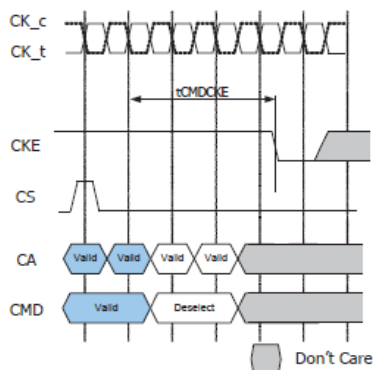 CK_c
CK_t
tCMDCKE
CKE
CS
CA Valid Valid Valid Valid
CMD Valid Deselect
Don't Care